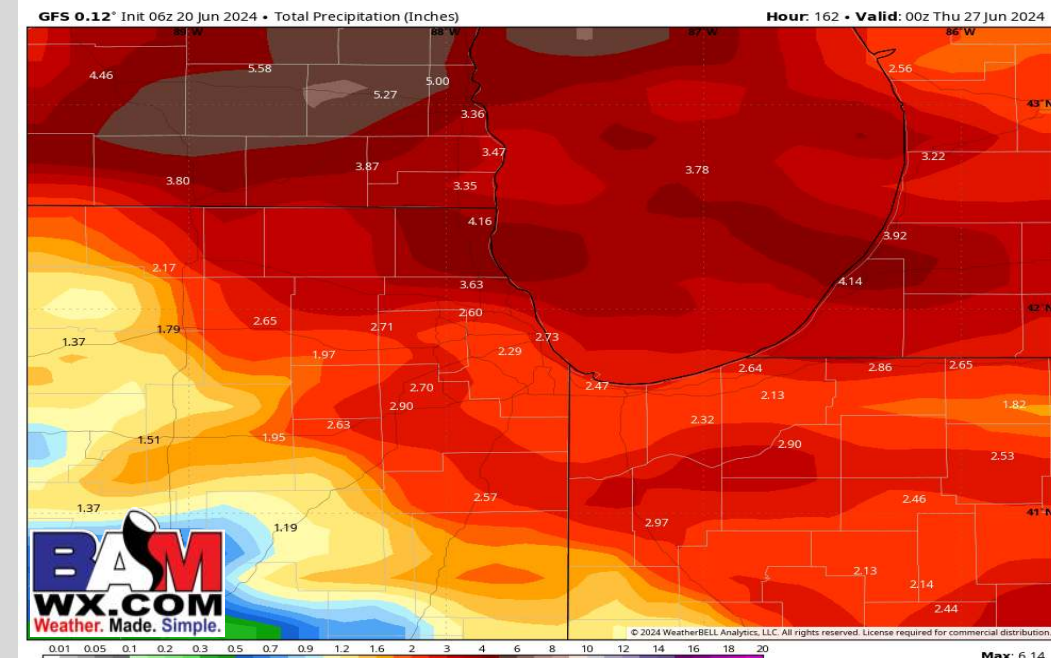 GFS 0.12° Init 06z 20 Jun 2024 • Total Precipitation (Inches) Hour: 162 • Valid: 00z Thu 27 Jun 2024
89°W 88°W 87°W 86°W
5.58 2.56
4.46 5.00
5.27 43°N
3.36
3.47 3.22
3.87 3.78
3.80 3.35
4.16
3.92
2.17
3.63 4.14
2.60 42°N
2.65 2.71
1.79 2.73
1.37 2.29
1.97
2.64 2.86 2.65
2.70 2.47
2.13
2.90 1.82
2.63 2.32
1.51 1.95 2.90
2.53
2.57 2.46
1.37 41°N
1.19 2.97
BAM
WX.COM
Weather. Made. Simple.
2.13
2.14
2.44
© 2024 WeatherBELL Analytics, LLC. All rights reserved. License required for commercial distribution.
0.01 0.05 0.1 0.2 0.3 0.5 0.7 0.9 1.2 1.6 2 3 4 6 8 10 12 14 16 18 20
Max: 6.14